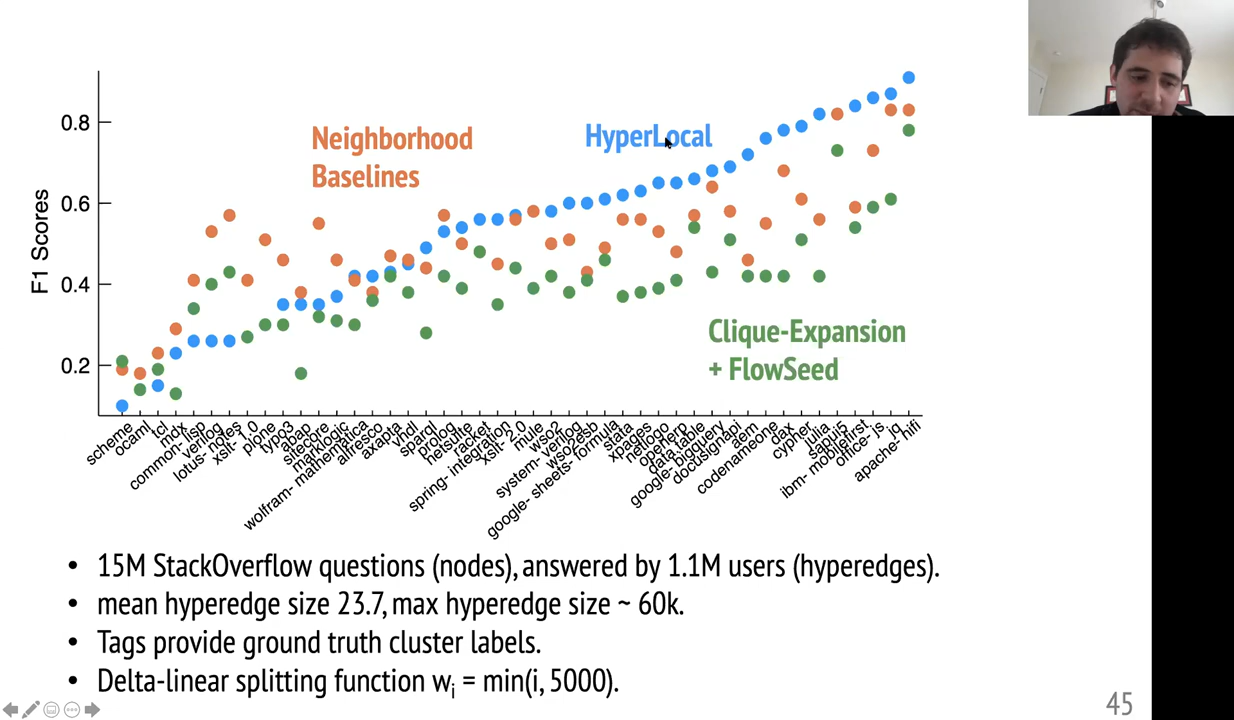 Neighborhood
Baselines
HyperLocal
Clique-Expansion
+ FlowSeed
F1 Scores
0.8
0.6
0.4
0.2
scheme
ocaml
tcl
mdx
common- lisp
verilog
lotus- notes
xslt- 1.0
plone
typo3
abap
sitecore
marklogic
wolfram- mathematica
alfresco
axapta
vhdl
sparql
prolog
netsuite
racket
spring- integration
xslt- 2.0
mule
wso2
system- verilog
wso2esb
google- sheets- formula
stata
xpages
netlogo
openerp
data.table
google- bigquery
docusignapi
aem
codenameone
dax
cypher
julia
sapui5
ibm- mobilefirst
office- js
jq
apache- nifi
• 15M StackOverflow questions (nodes), answered by 1.1M users (hyperedges).
• mean hyperedge size 23.7, max hyperedge size ~ 60k.
• Tags provide ground truth cluster labels.
• Delta-linear splitting function wᵢ = min(i, 5000).
45